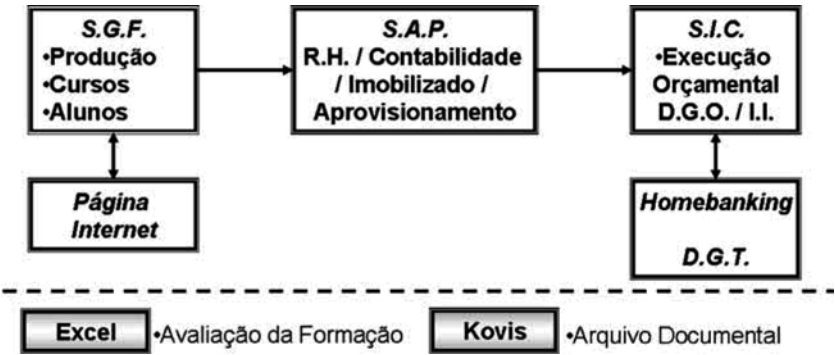 S.G.F.
•Produção
•Cursos
•Alunos
S.A.P.
R.H. / Contabilidade
/ Imobilizado /
Aprovisionamento
S.I.C.
•Execução
Orçamental
D.G.O. / I.I.
Página
Internet
Homebanking
D.G.T.
Excel •Avaliação da Formação
Kovis •Arquivo Documental